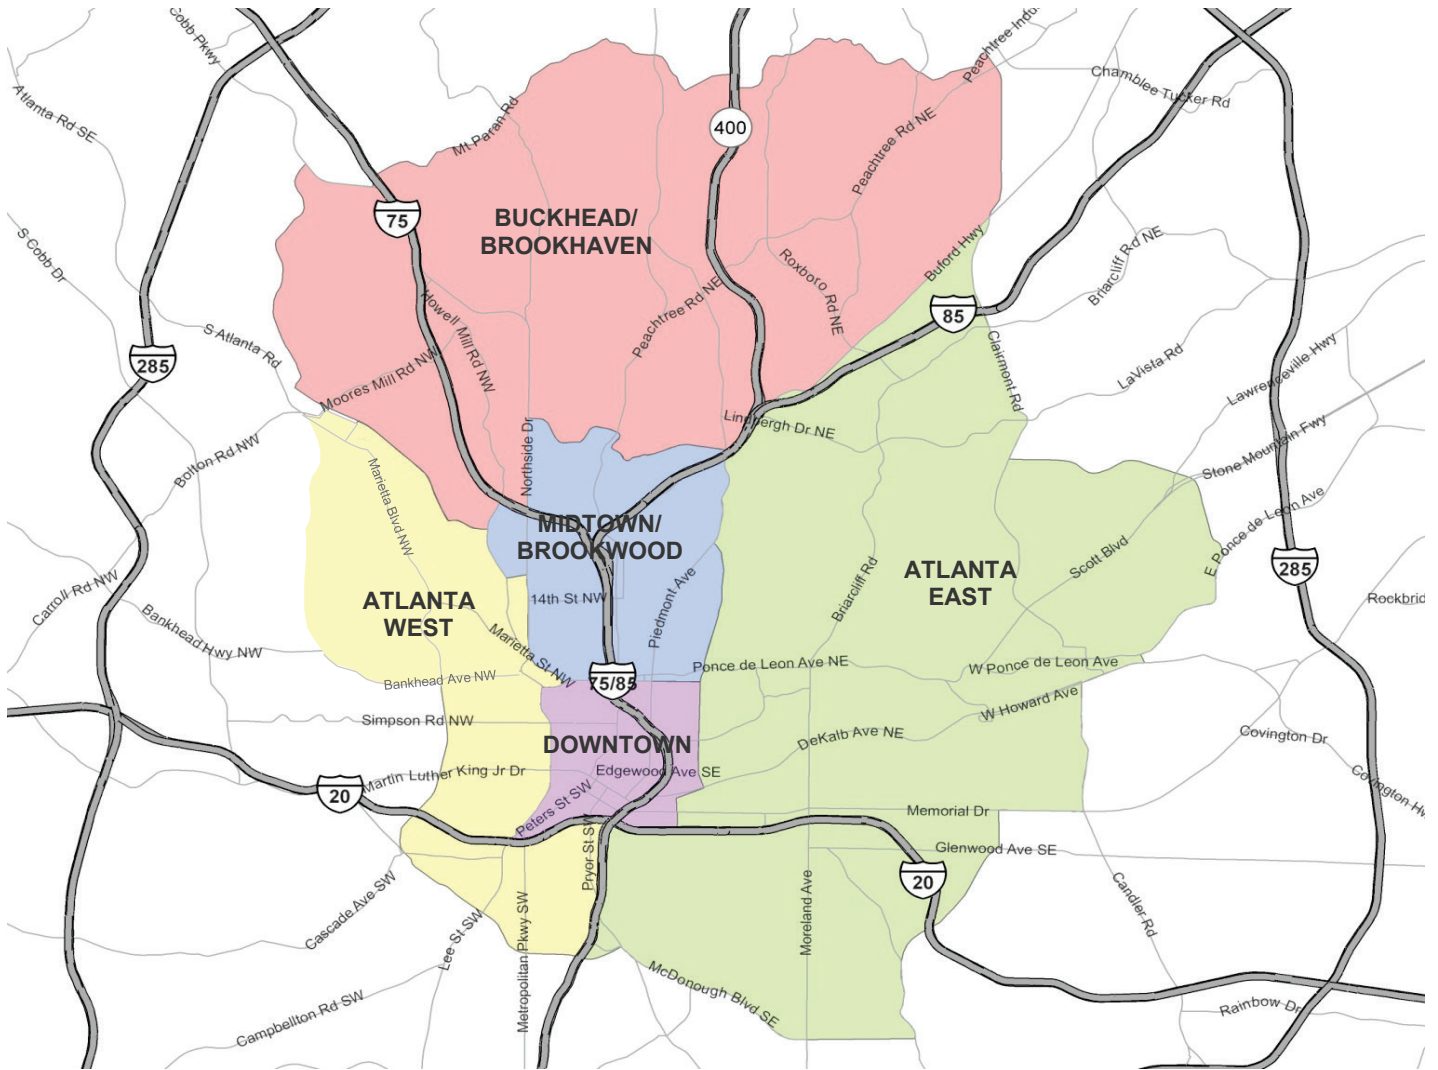 Cobb Pkwy
Peachtree Indu
Chamblee Tucker Rd
Atlanta Rd SE
Mt Paran Rd
400
Peachtree Rd NE
75
BUCKHEAD/
BROOKHAVEN
S Cobb Dr
Buford Hwy
Briarcliff Rd NE
Roxboro Rd NE
Howell Mill Rd NW
Peachtree Rd NE
85
S Atlanta Rd
285
Moores Mill Rd NW
Clairmont Rd
LaVista Rd
Lawrenceville Hwy
Lindbergh Dr NE
Bolton Rd NW
Northside Dr
Stone Mountain Fwy
Marietta Blvd NW
MIDTOWN/
BROOKWOOD
E Ponce de Leon Ave
Scott Blvd
285
ATLANTA
EAST
Carroll Rd NW
ATLANTA
WEST
14th St NW
Piedmont Ave
Briarcliff Rd
Rockbrid
Bankhead Hwy NW
Marietta St NW
Ponce de Leon Ave NE
W Ponce de Leon Ave
Bankhead Ave NW
75/85
W Howard Ave
Simpson Rd NW
DOWNTOWN
DeKalb Ave NE
Covington Dr
Martin Luther King Jr Dr
Edgewood Ave SE
Covington Hw
20
Peters St SW
Memorial Dr
Pryor St SW
Glenwood Ave SE
20
Cascade Ave SW
Lee St SW
Metropolitan Pkwy SW
Moreland Ave
Candler Rd
McDonough Blvd SE
Campbellton Rd SW
Rainbow Dr